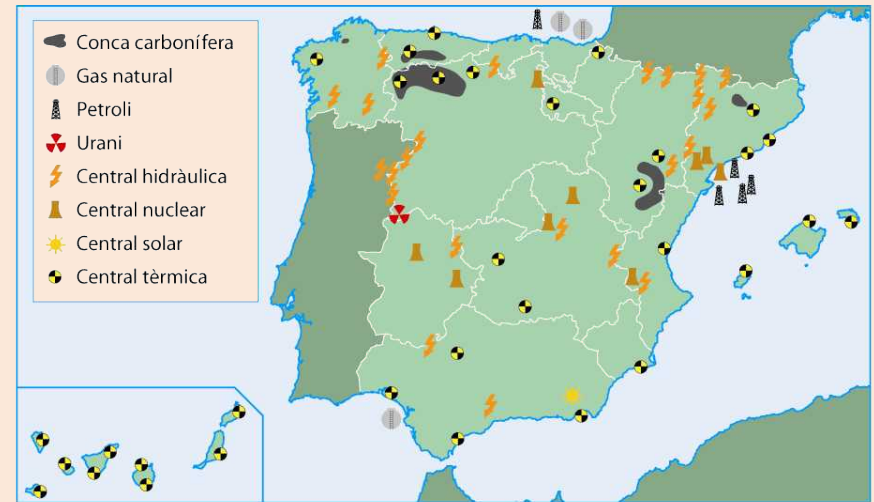 Conca carbonífera
Gas natural
Petroli
Urani
Central hidràulica
Central nuclear
Central solar
Central tèrmica